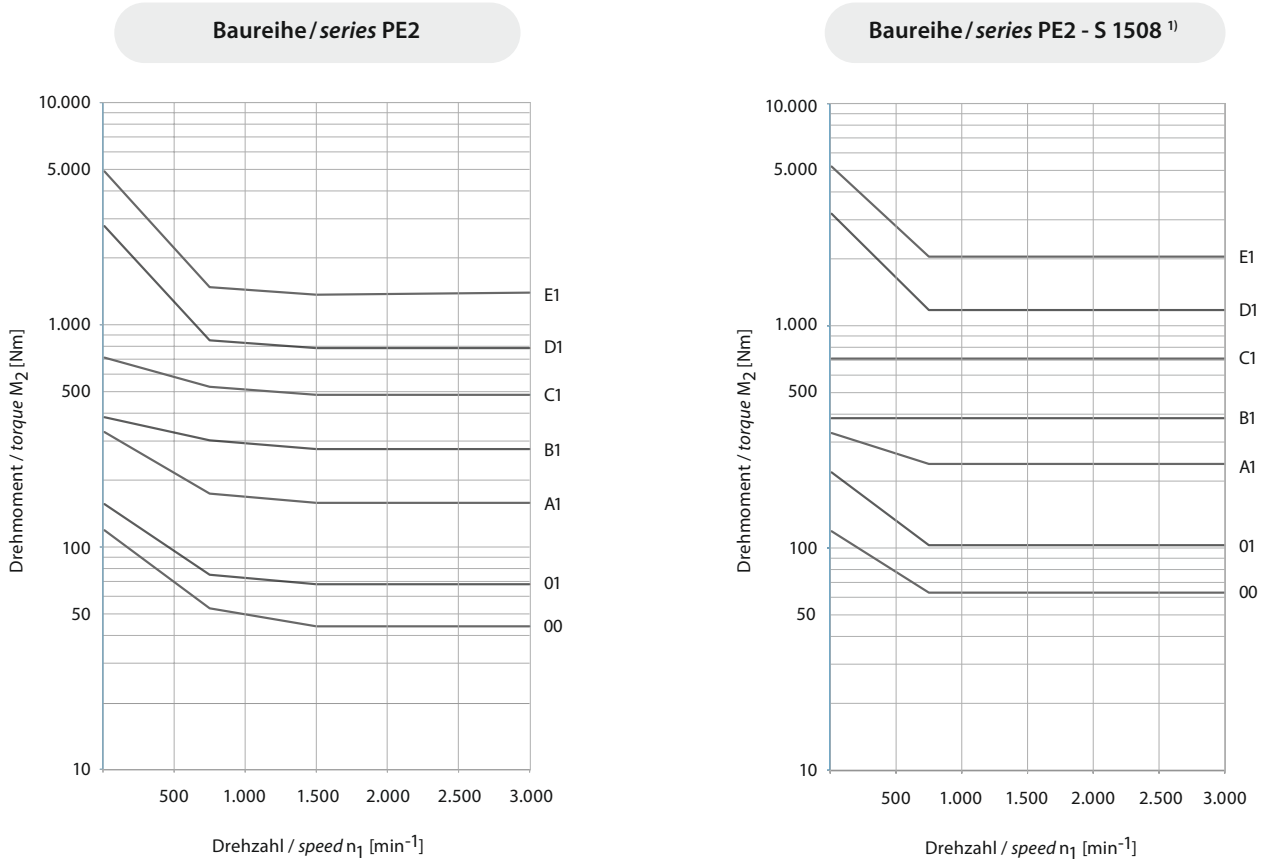 Baureihe / series PE2
10.000
5.000
1.000
500
100
50
10
Drehmoment / torque M2 [Nm]
E1
D1
C1
B1
A1
01
00
500 1.000 1.500 2.000 2.500 3.000
Drehzahl / speed n1 [min-1]
Baureihe / series PE2 - S 1508 1)
10.000
5.000
1.000
500
100
50
10
Drehmoment / torque M2 [Nm]
E1
D1
C1
B1
A1
01
00
500 1.000 1.500 2.000 2.500 3.000
Drehzahl / speed n1 [min-1]